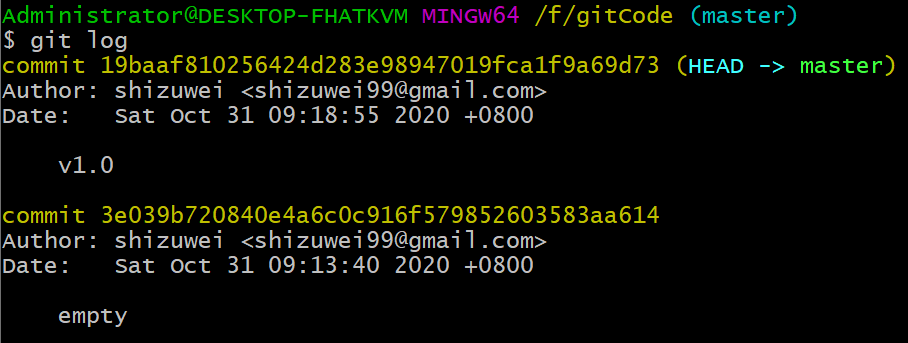 Administrator@DESKTOP-FHATKVM MINGW64 /f/gitCode (master)
$ git log
commit 19baaf810256424d283e98947019fca1f9a69d73 (HEAD -> master)
Author: shizuwei <shizuwei99@gmail.com>
Date:   Sat Oct 31 09:18:55 2020 +0800
    v1.0
commit 3e039b720840e4a6c0c916f579852603583aa614
Author: shizuwei <shizuwei99@gmail.com>
Date:   Sat Oct 31 09:13:40 2020 +0800
    empty